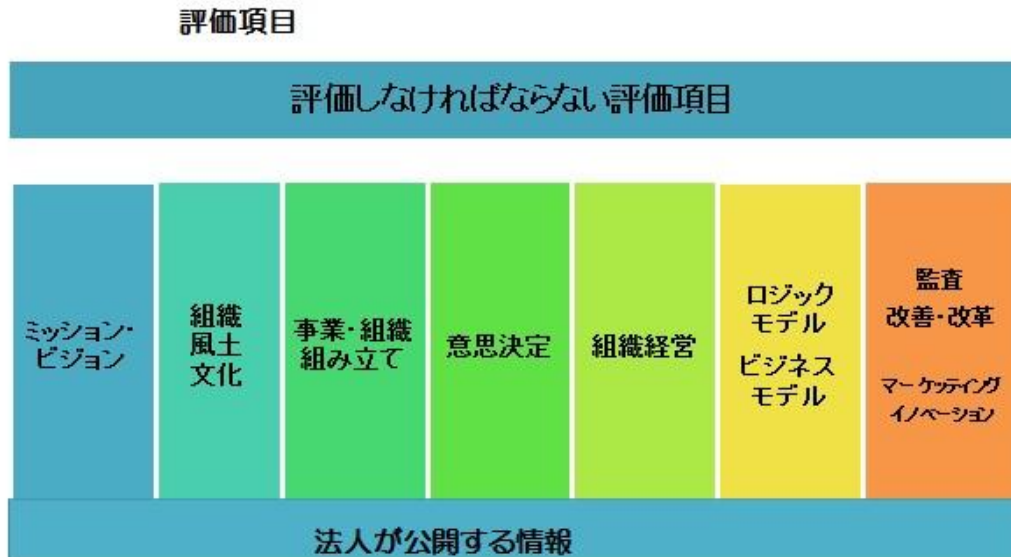 評価項目
評価しなければならない評価項目
ミッション・
ビジョン
組織
風土
文化
事業・組織
組み立て
意思決定
組織経営
ロジック
モデル
ビジネス
モデル
監査
改善・改革
マーケッティング
イノベーション
法人が公開する情報